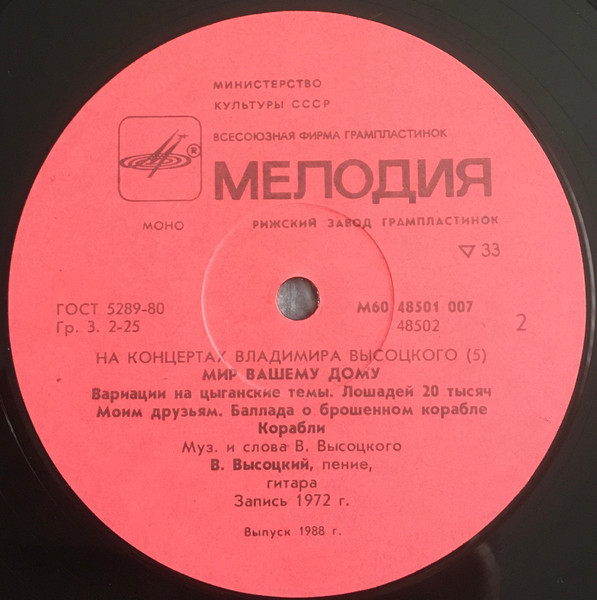 МИНИСТЕРСТВО
КУЛЬТУРЫ СССР
ВСЕСОЮЗНАЯ ФИРМА ГРАМПЛАСТИНОК
®
МЕЛОДИЯ
МОНО РИЖСКИЙ ЗАВОД ГРАМПЛАСТИНОК
▽ 33
ГОСТ 5289-80 М60 48501 007
Гр. 3. 2-25 48502 2
НА КОНЦЕРТАХ ВЛАДИМИРА ВЫСОЦКОГО (5)
МИР ВАШЕМУ ДОМУ
Вариации на цыганские темы. Лошадей 20 тысяч
Моим друзьям. Баллада о брошенном корабле
Корабли
Муз. и слова В. Высоцкого
В. Высоцкий, пение,
гитара
Запись 1972 г.
Выпуск 1988 г.